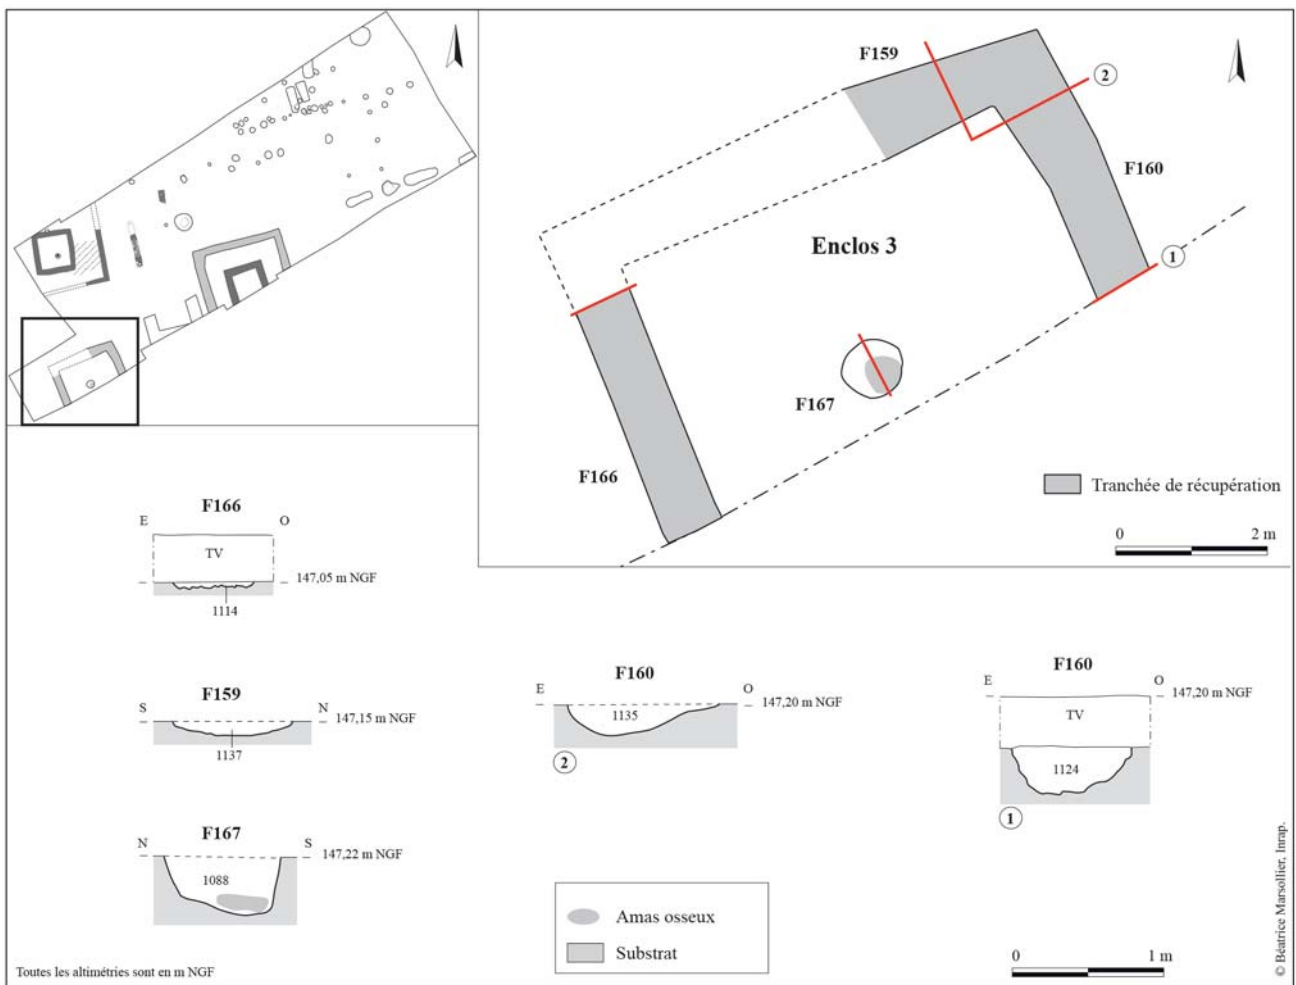 F159
2
F160
1
Enclos 3
F167
F166
Tranchée de récupération
0 2 m
F166
E O
TV
147,05 m NGF
1114
F159
S N
147,15 m NGF
1137
F167
N S
147,22 m NGF
1088
F160
E O
147,20 m NGF
1135
2
F160
E O
147,20 m NGF
TV
1124
1
Amas osseux
Substrat
0 1 m
Toutes les altimétries sont en m NGF
© Béatrice Marsollier, Inrap.